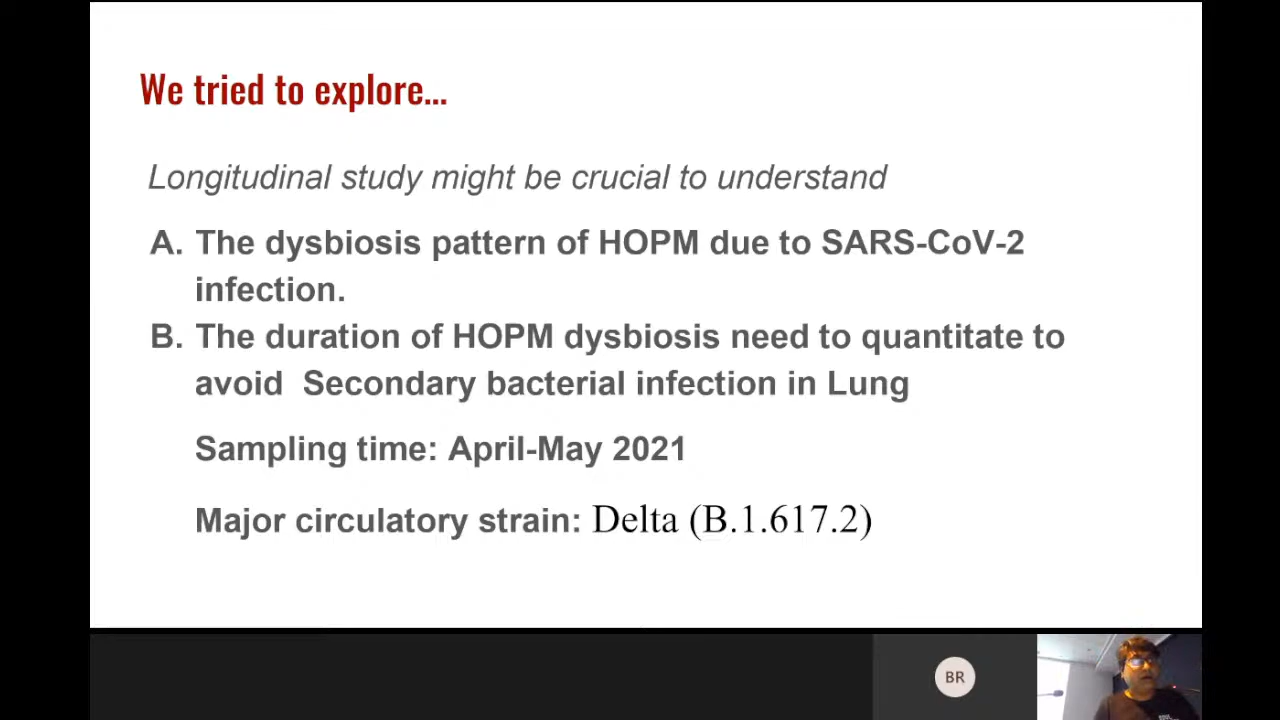 We tried to explore...
Longitudinal study might be crucial to understand
A. The dysbiosis pattern of HOPM due to SARS-CoV-2
infection.
B. The duration of HOPM dysbiosis need to quantitate to
avoid Secondary bacterial infection in Lung
Sampling time: April-May 2021
Major circulatory strain: Delta (B.1.617.2)
BR